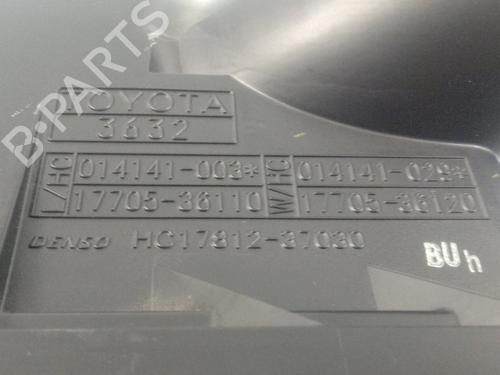 B-PARTS
TOYOTA
3632
L/HC 014141-003* W/HC 014141-029*
17705-36110 17705-36120
DENSO HC17812-37030
BUh